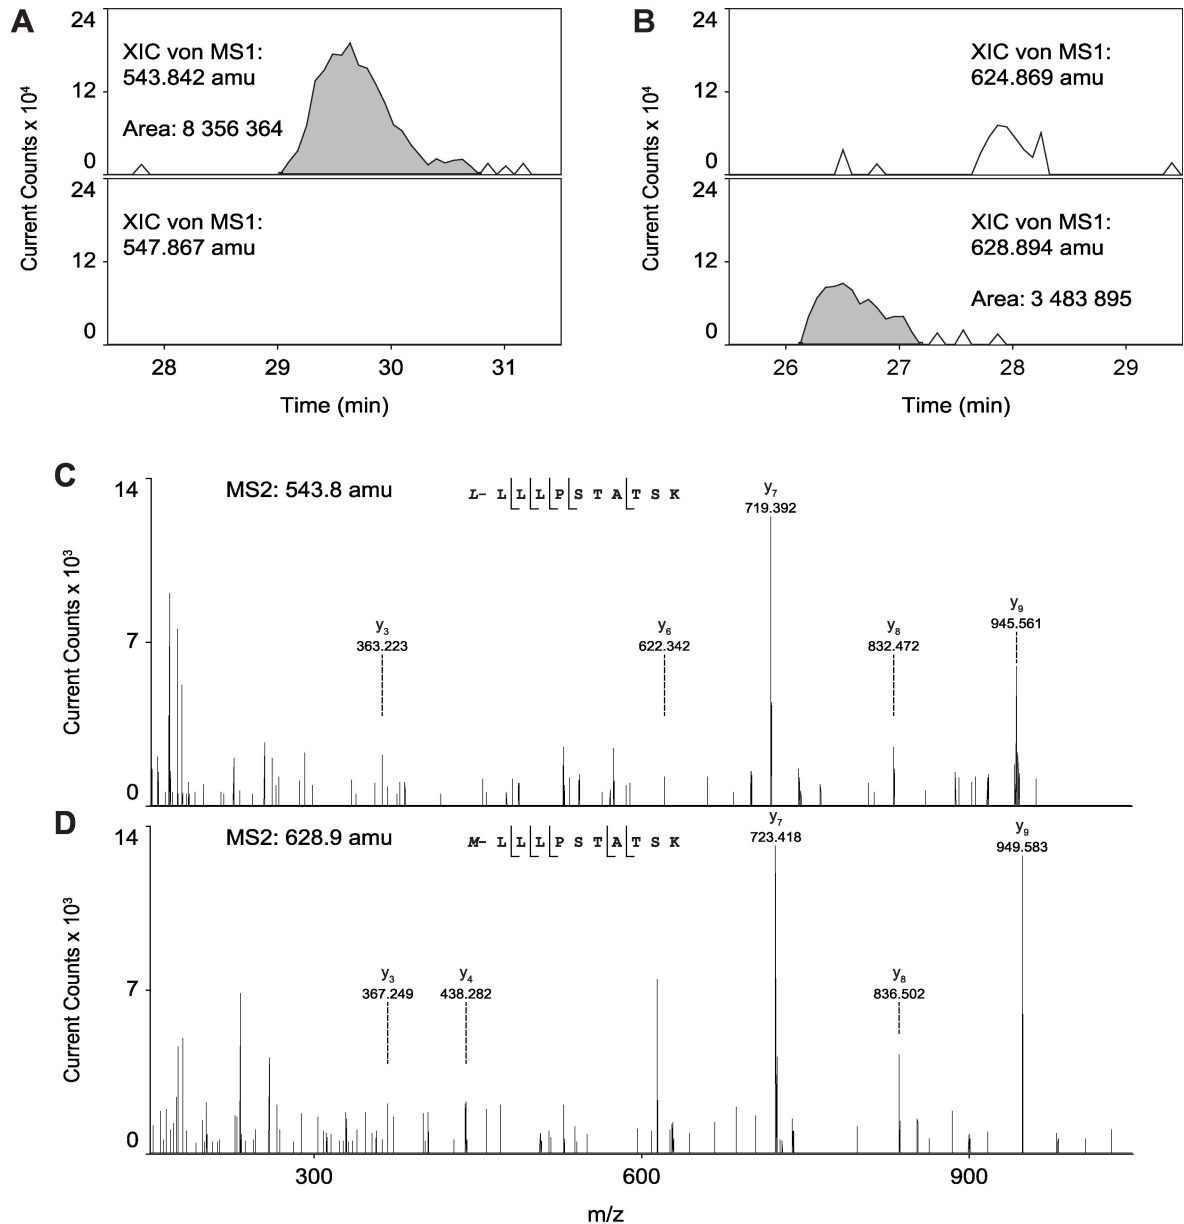 A
24
12
0
Current Counts x 10⁴
XIC von MS1:
543.842 amu
Area: 8 356 364
24
12
0
XIC von MS1:
547.867 amu
28 29 30 31
Time (min)
B
24
12
0
Current Counts x 10⁴
XIC von MS1:
624.869 amu
24
12
0
XIC von MS1:
628.894 amu
Area: 3 483 895
26 27 28 29
Time (min)
C
14
7
0
Current Counts x 10³
MS2: 543.8 amu
L- L L L P S T A T S K
y₃
363.223
y₆
622.342
y₇
719.392
y₈
832.472
y₉
945.561
D
14
7
0
Current Counts x 10³
MS2: 628.9 amu
M- L L L P S T A T S K
y₃
367.249
y₄
438.282
y₇
723.418
y₈
836.502
y₉
949.583
300 600 900
m/z